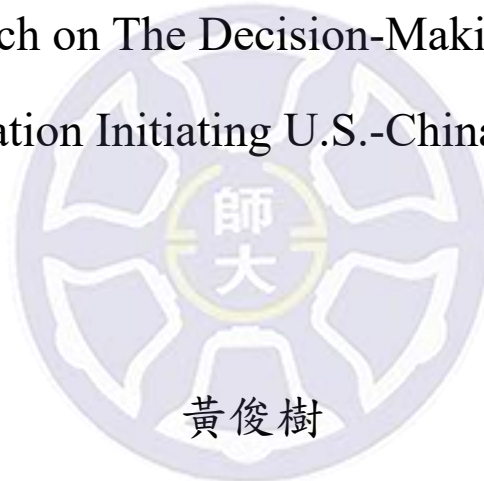 ch on The Decision-Maki
ation Initiating U.S.-China
師
大
黃俊樹